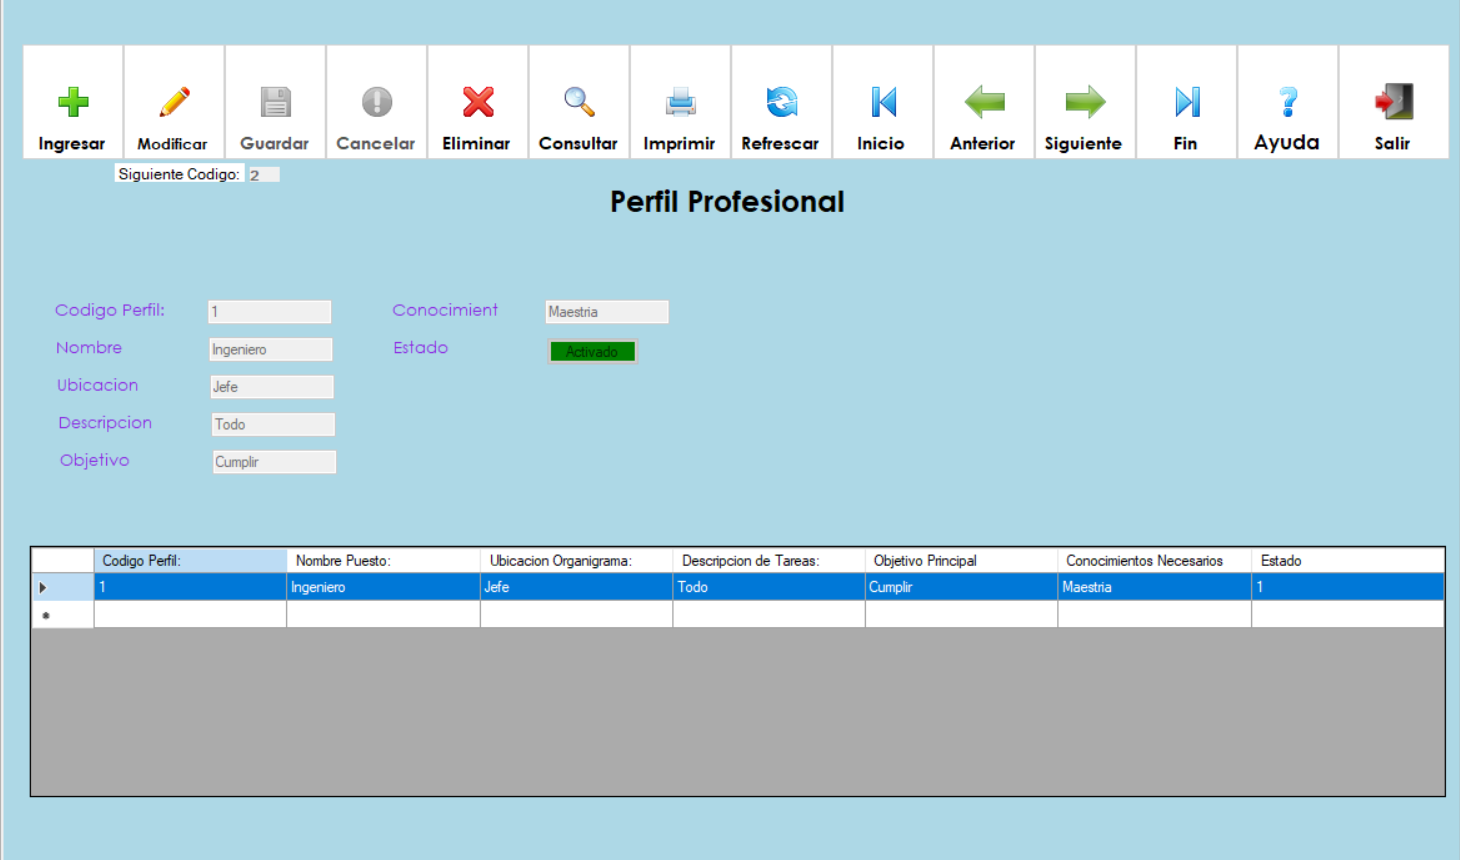 Ingresar Modificar Guardar Cancelar Eliminar Consultar Imprimir Refrescar Inicio Anterior Siguiente Fin Ayuda Salir
Siguiente Codigo: 2
Perfil Profesional
Codigo Perfil: 1 Conocimient Maestria
Nombre Ingeniero Estado Activado
Ubicacion Jefe
Descripcion Todo
Objetivo Cumplir
Codigo Perfil: Nombre Puesto: Ubicacion Organigrama: Descripcion de Tareas: Objetivo Principal Conocimientos Necesarios Estado
1 Ingeniero Jefe Todo Cumplir Maestria 1